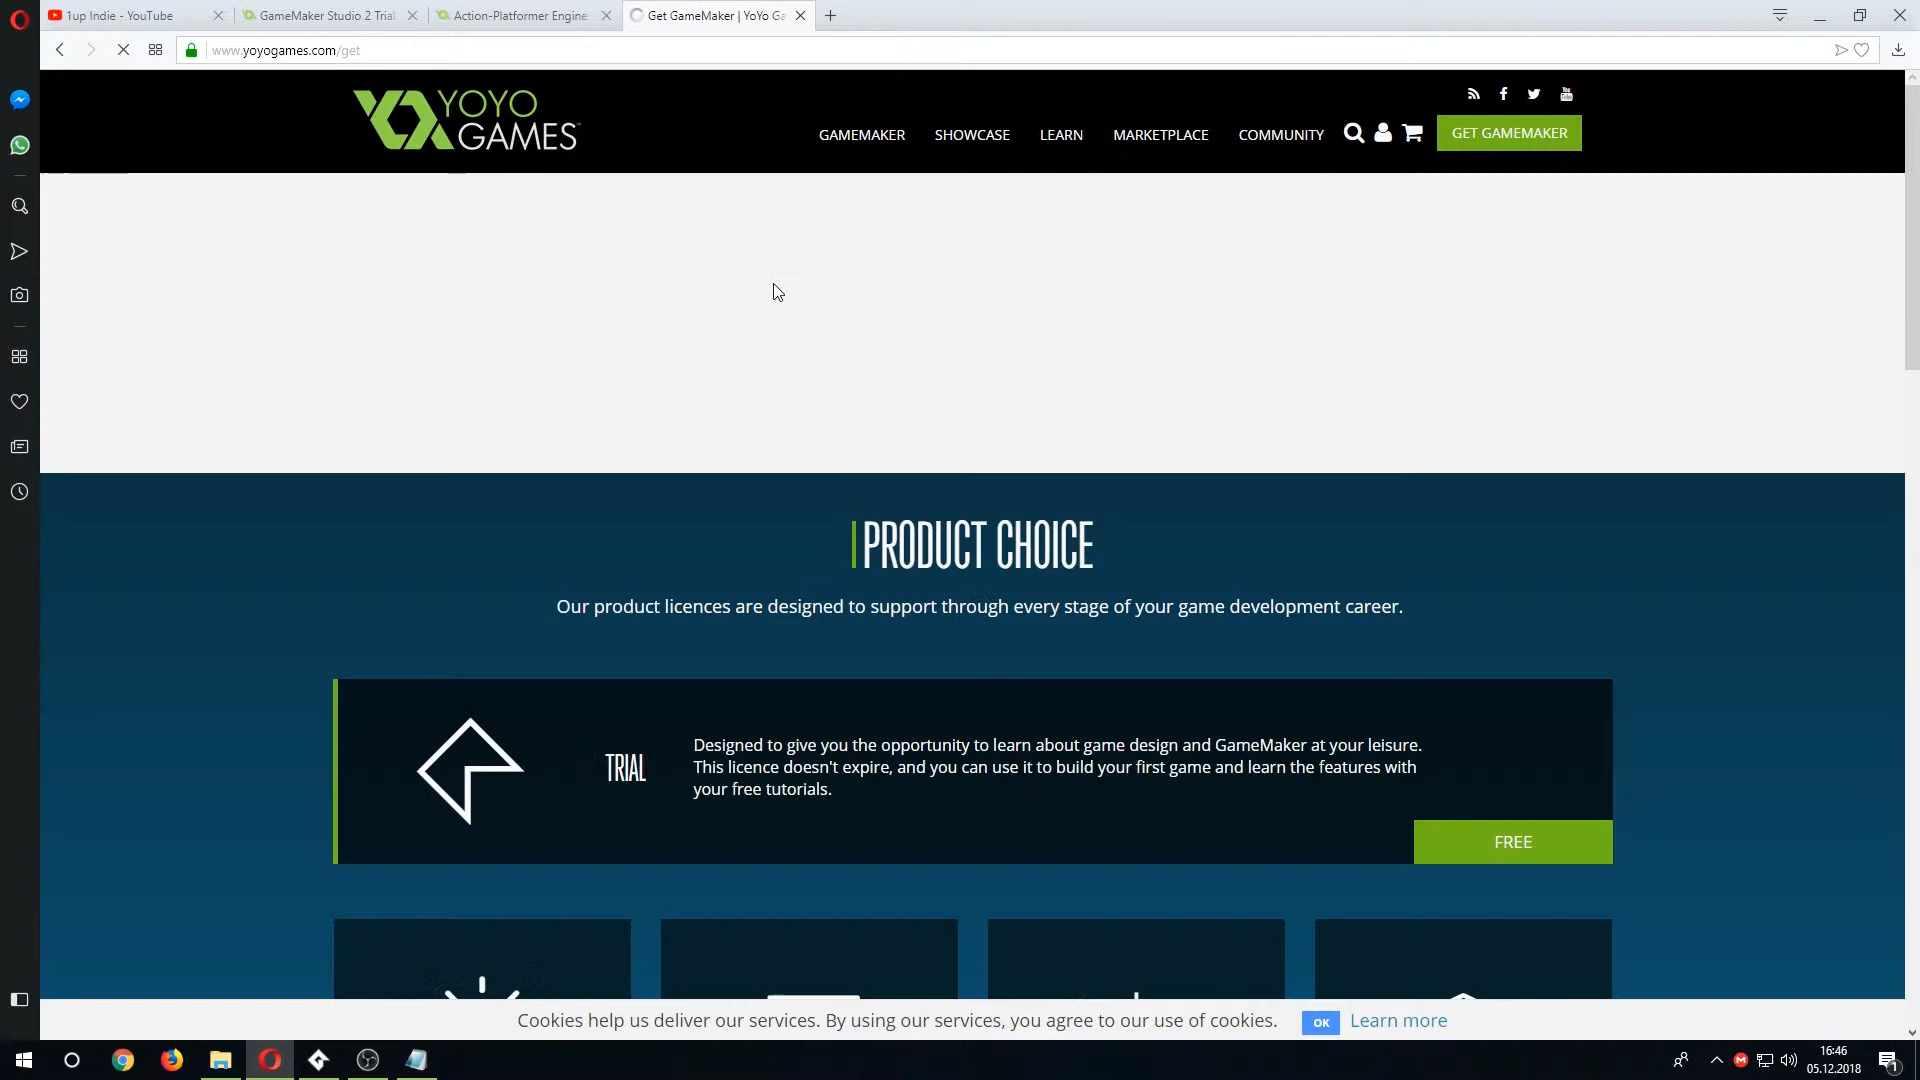 1up Indie - YouTube
GameMaker Studio 2 Trial
Action-Platformer Engine
Get GameMaker | YoYo Ga
www.yoyogames.com/get
YOYO
GAMES™
GAMEMAKER
SHOWCASE
LEARN
MARKETPLACE
COMMUNITY
GET GAMEMAKER
PRODUCT CHOICE
Our product licences are designed to support through every stage of your game development career.
TRIAL
Designed to give you the opportunity to learn about game design and GameMaker at your leisure.
This licence doesn't expire, and you can use it to build your first game and learn the features with
your free tutorials.
FREE
Cookies help us deliver our services. By using our services, you agree to our use of cookies.
OK
Learn more
16:46
05.12.2018
1